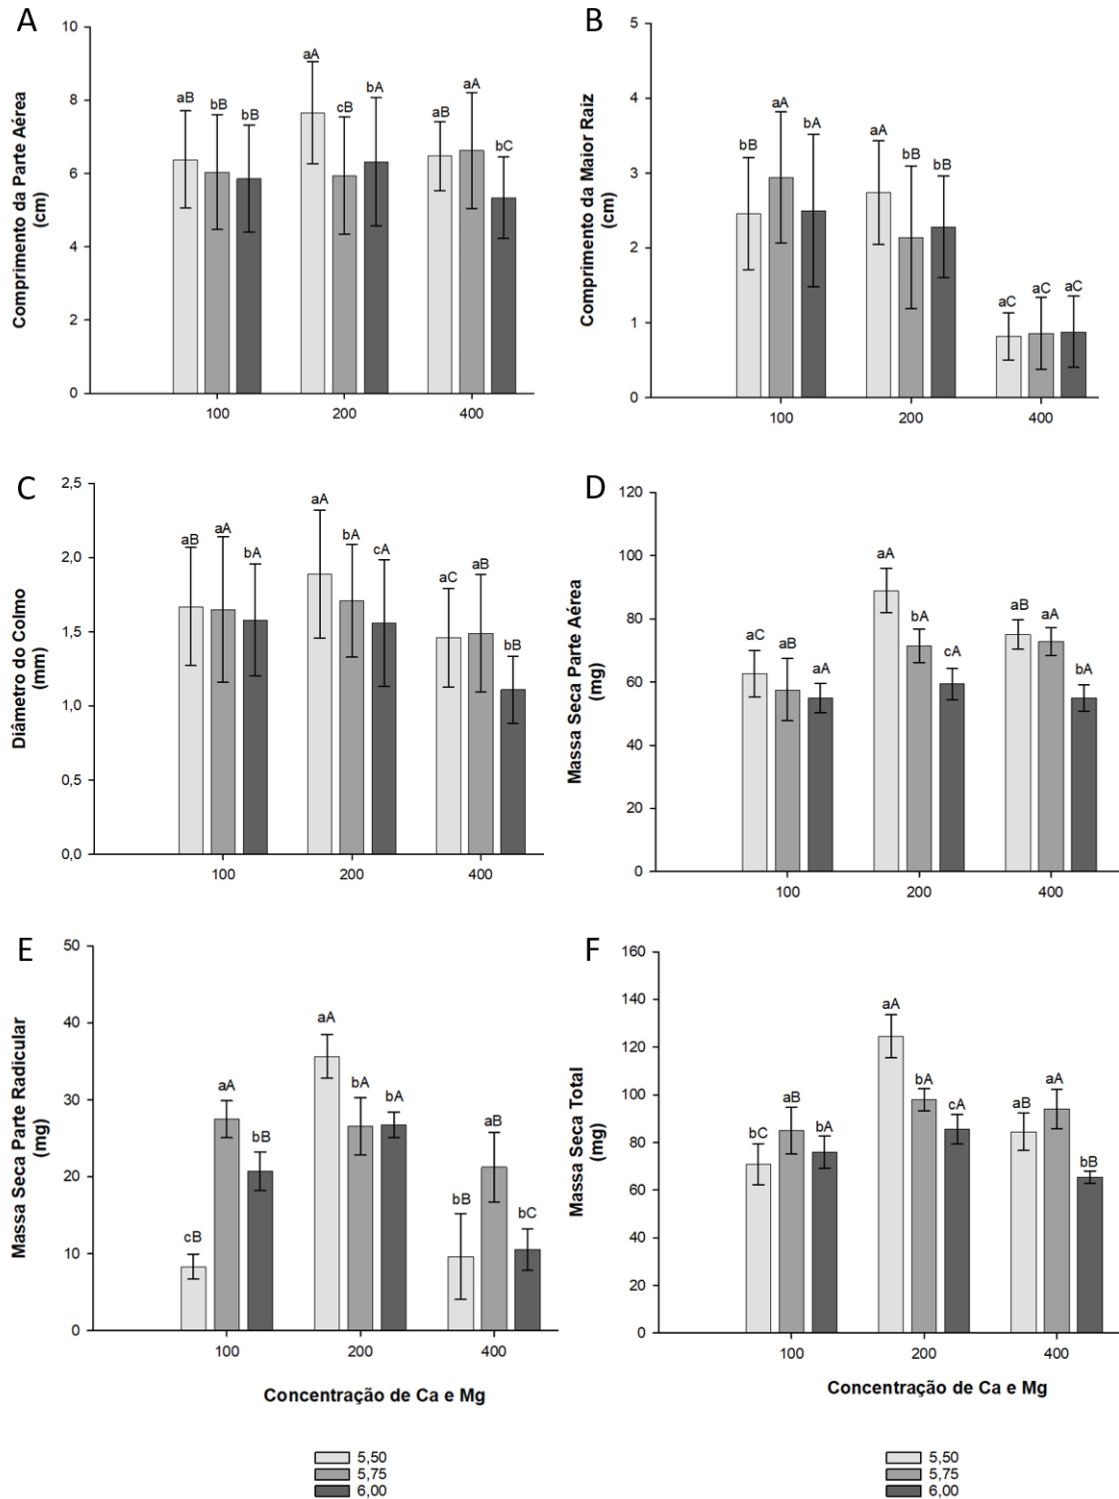 A
Comprimento da Parte Aérea
(cm)
10
8
6
4
2
0
aB
bB
bB
aA
cB
bA
aB
aA
bC
100
200
400
B
Comprimento da Maior Raiz
(cm)
5
4
3
2
1
0
bB
aA
bA
aA
bB
bB
aC
aC
aC
100
200
400
C
Diâmetro do Colmo
(mm)
2,5
2,0
1,5
1,0
0,5
0,0
aB
aA
bA
aA
bA
cA
aC
aB
bB
100
200
400
D
Massa Seca Parte Aérea
(mg)
120
100
80
60
40
20
0
aC
aB
aA
aA
bA
cA
aB
aA
bA
100
200
400
E
Massa Seca Parte Radicular
(mg)
50
40
30
20
10
0
cB
aA
bB
aA
bA
bA
bB
aB
bC
100
200
400
Concentração de Ca e Mg
5,50
5,75
6,00
F
Massa Seca Total
(mg)
160
140
120
100
80
60
40
20
0
bC
aB
bA
aA
bA
cA
aB
aA
bB
100
200
400
Concentração de Ca e Mg
5,50
5,75
6,00